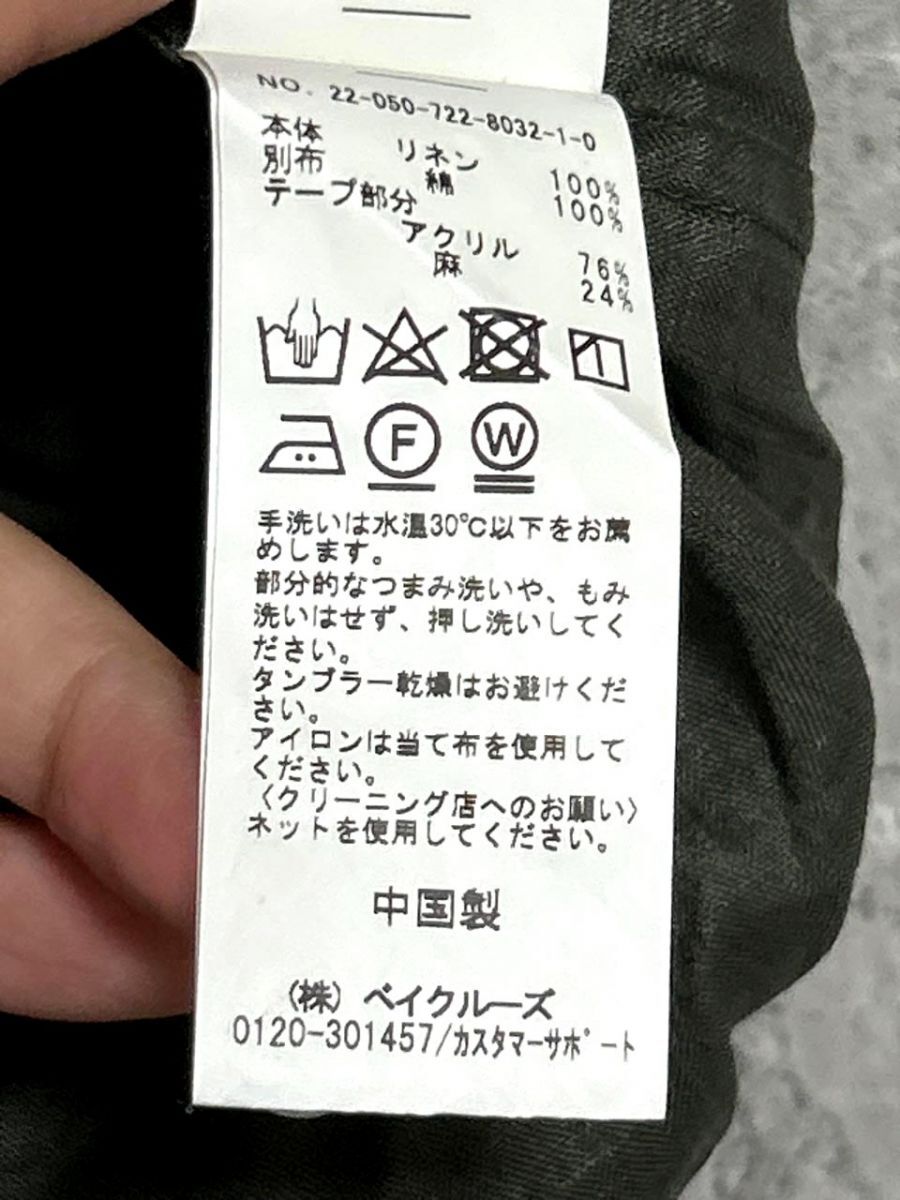 NO. 22-050-722-8032-1-0
本体
リネン 100%
別布
綿 100%
テープ部分
アクリル 76%
麻 24%
F W
手洗いは水温30℃以下をお薦
めします。
部分的なつまみ洗いや、もみ
洗いはせず、押し洗いしてく
ださい。
タンブラー乾燥はお避けくだ
さい。
アイロンは当て布を使用して
ください。
〈クリーニング店へのお願い〉
ネットを使用してください。
中国製
(株) ベイクルーズ
0120-301457/カスタマーサポート